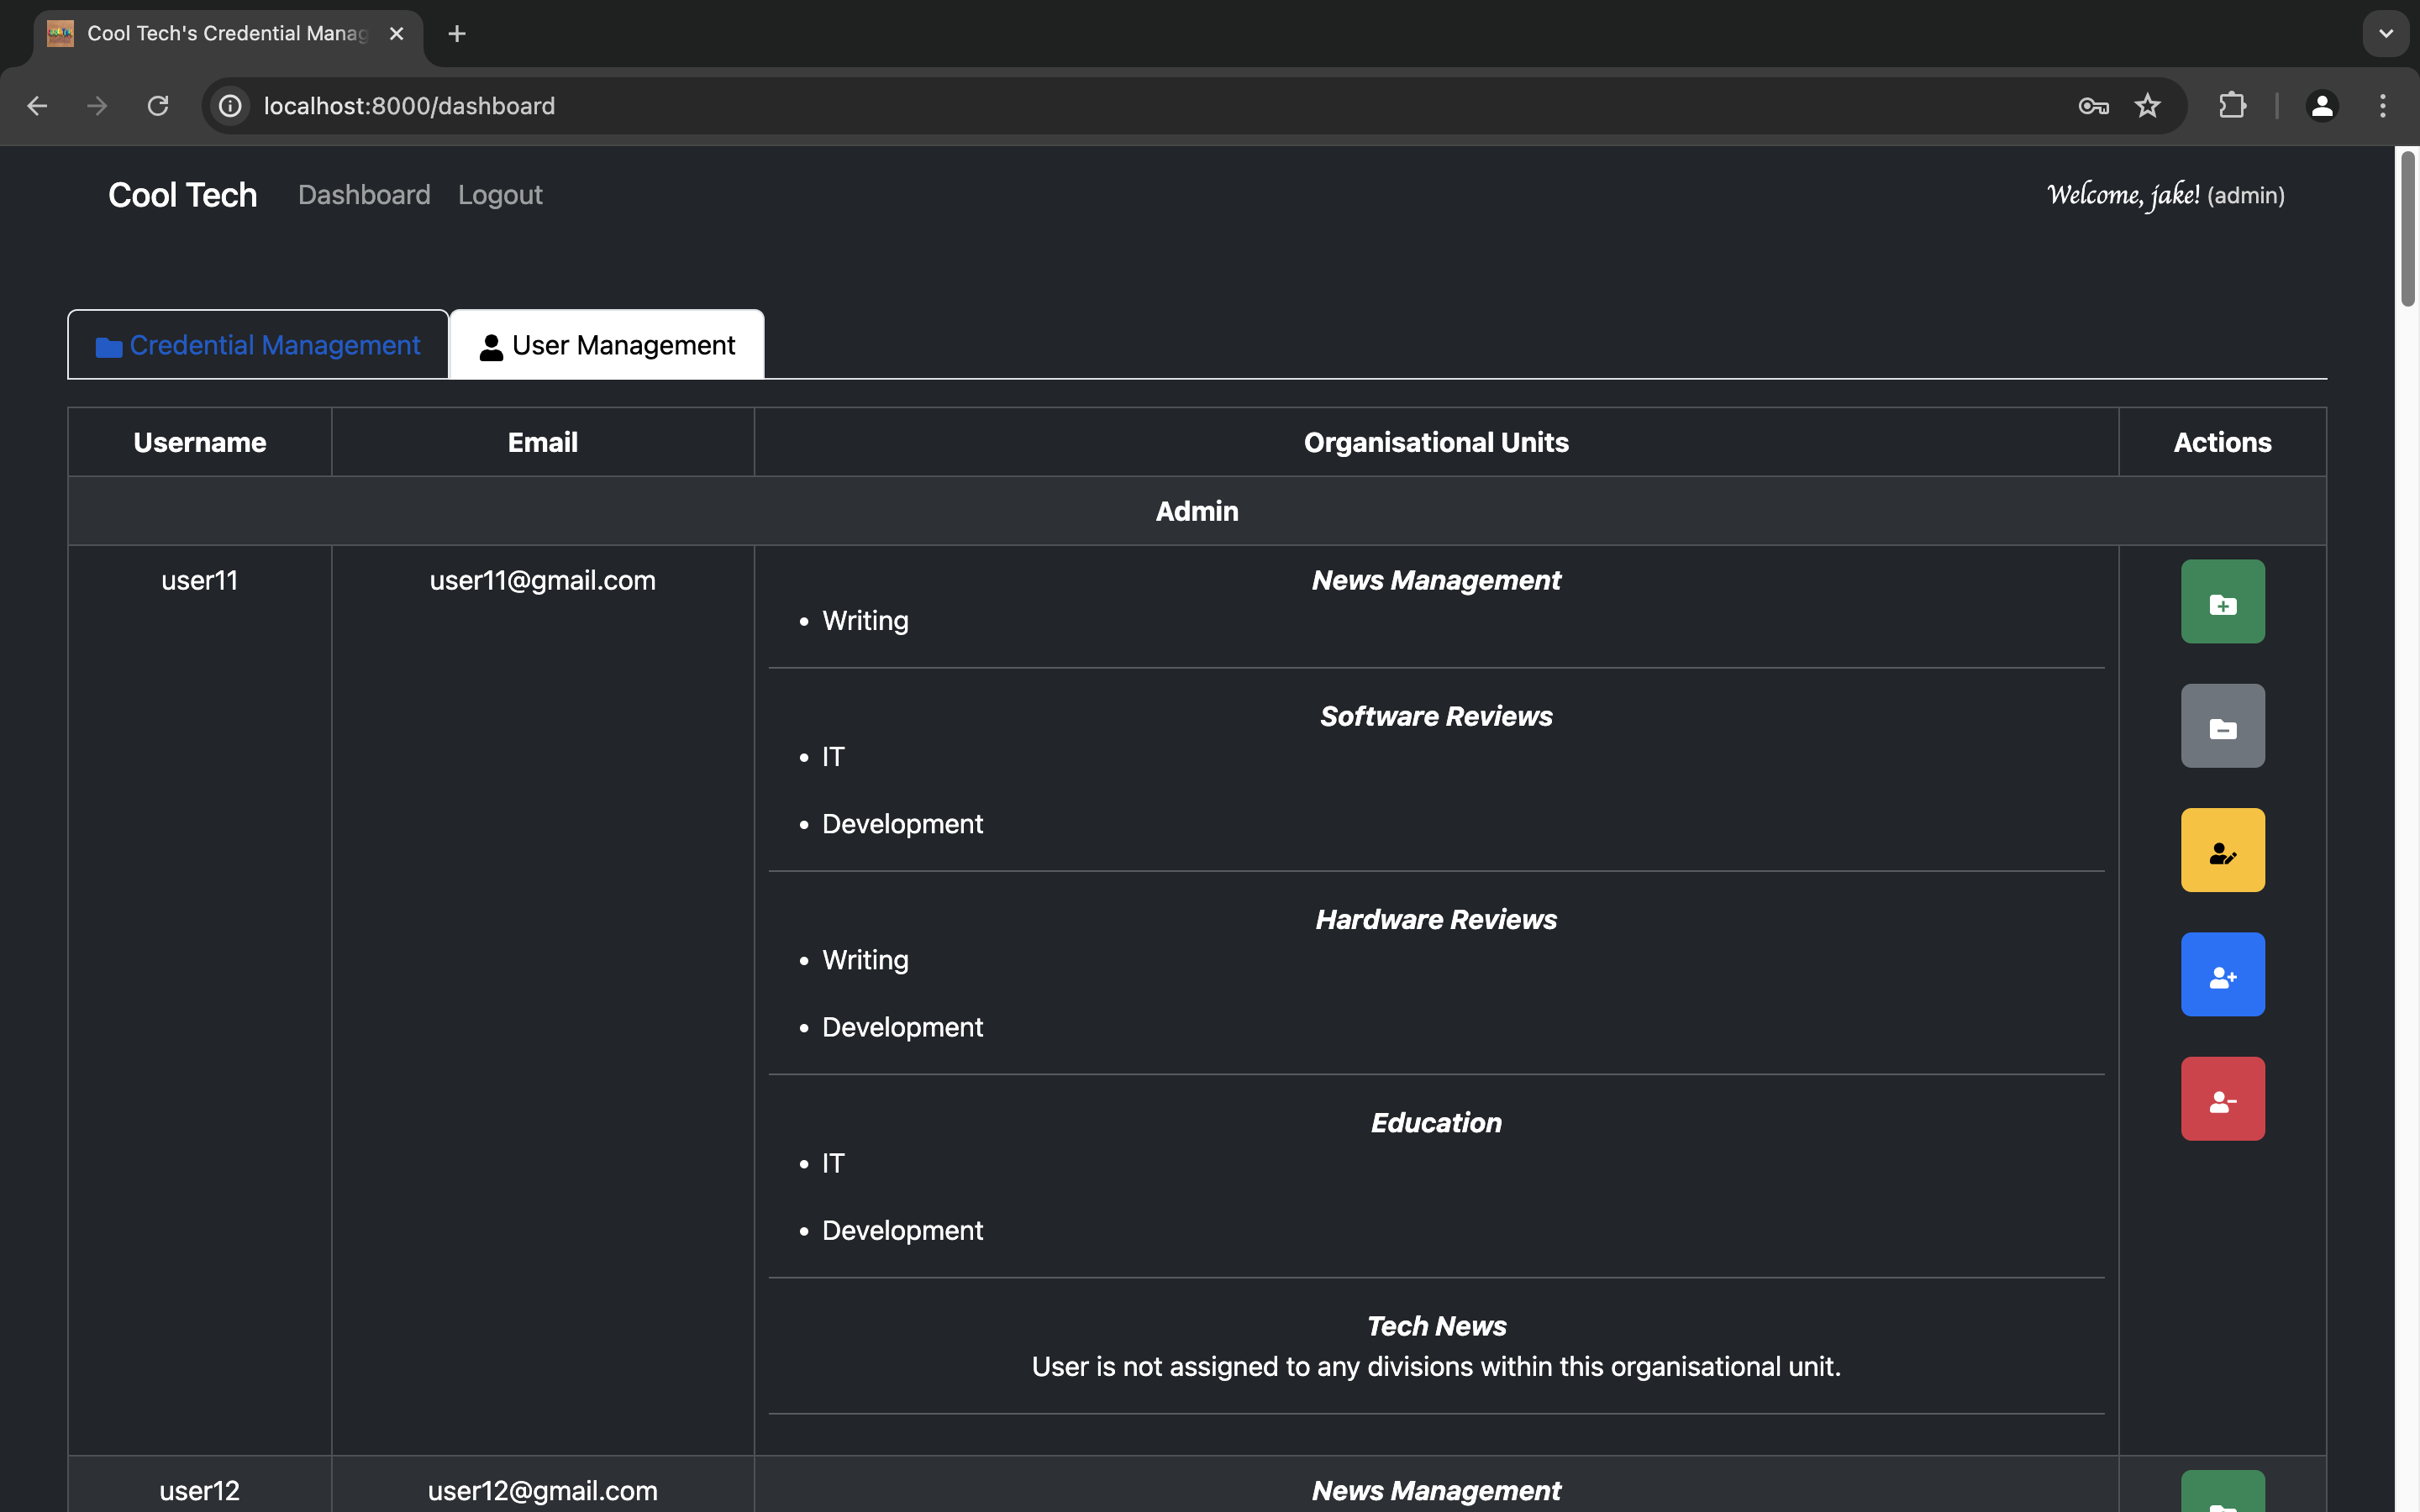 Cool Tech's Credential Manag
localhost:8000/dashboard
Cool Tech Dashboard Logout Welcome, jake! (admin)
Credential Management User Management
Username Email Organisational Units Actions
Admin
user11 user11@gmail.com News Management
• Writing
Software Reviews
• IT
• Development
Hardware Reviews
• Writing
• Development
Education
• IT
• Development
Tech News
User is not assigned to any divisions within this organisational unit.
user12 user12@gmail.com News Management